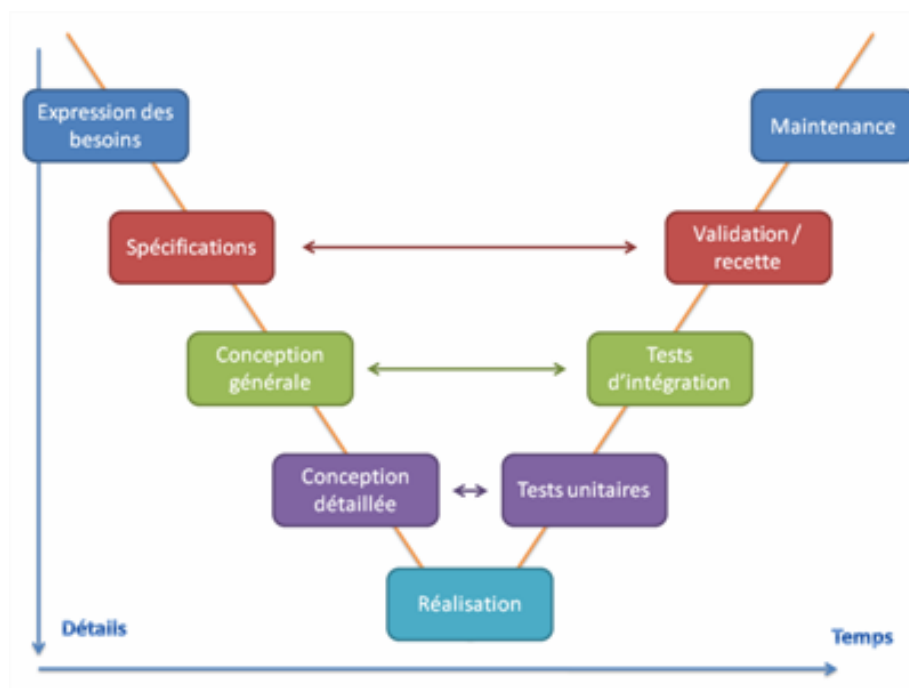 Expression des
besoins
Maintenance
Spécifications
Validation /
recette
Conception
générale
Tests
d'intégration
Conception
détaillée
Tests unitaires
Réalisation
Détails
Temps